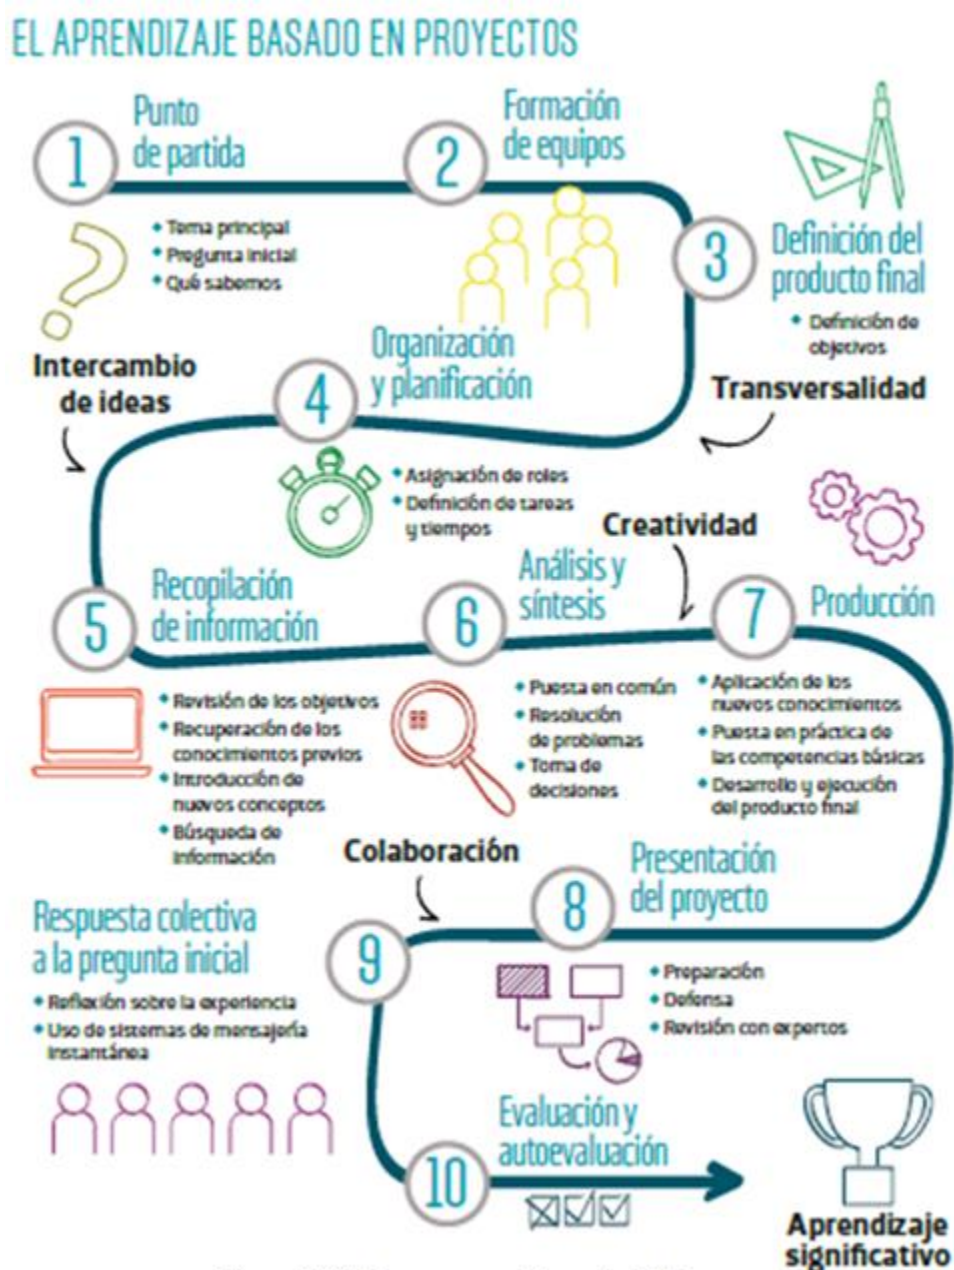 EL APRENDIZAJE BASADO EN PROYECTOS
1
Punto
de partida
• Tema principal
• Pregunta inicial
• Qué sabemos
2
Formación
de equipos
3
Definición del
producto final
• Definición de
objetivos
Transversalidad
4
Organización
y planificación
• Asignación de roles
• Definición de tareas
y tiempos
Intercambio
de ideas
5
Recopilación
de información
• Revisión de los objetivos
• Recuperación de los
conocimientos previos
• Introducción de
nuevos conceptos
• Búsqueda de
información
6
Análisis y
síntesis
• Puesta en común
• Resolución
de problemas
• Toma de
decisiones
Creatividad
7
Producción
• Aplicación de los
nuevos conocimientos
• Puesta en práctica de
las competencias básicas
• Desarrollo y ejecución
del producto final
8
Presentación
del proyecto
• Preparación
• Defensa
• Revisión con expertos
Colaboración
9
Respuesta colectiva
a la pregunta inicial
• Reflexión sobre la experiencia
• Uso de sistemas de mensajería
instantánea
10
Evaluación y
autoevaluación
Aprendizaje
significativo